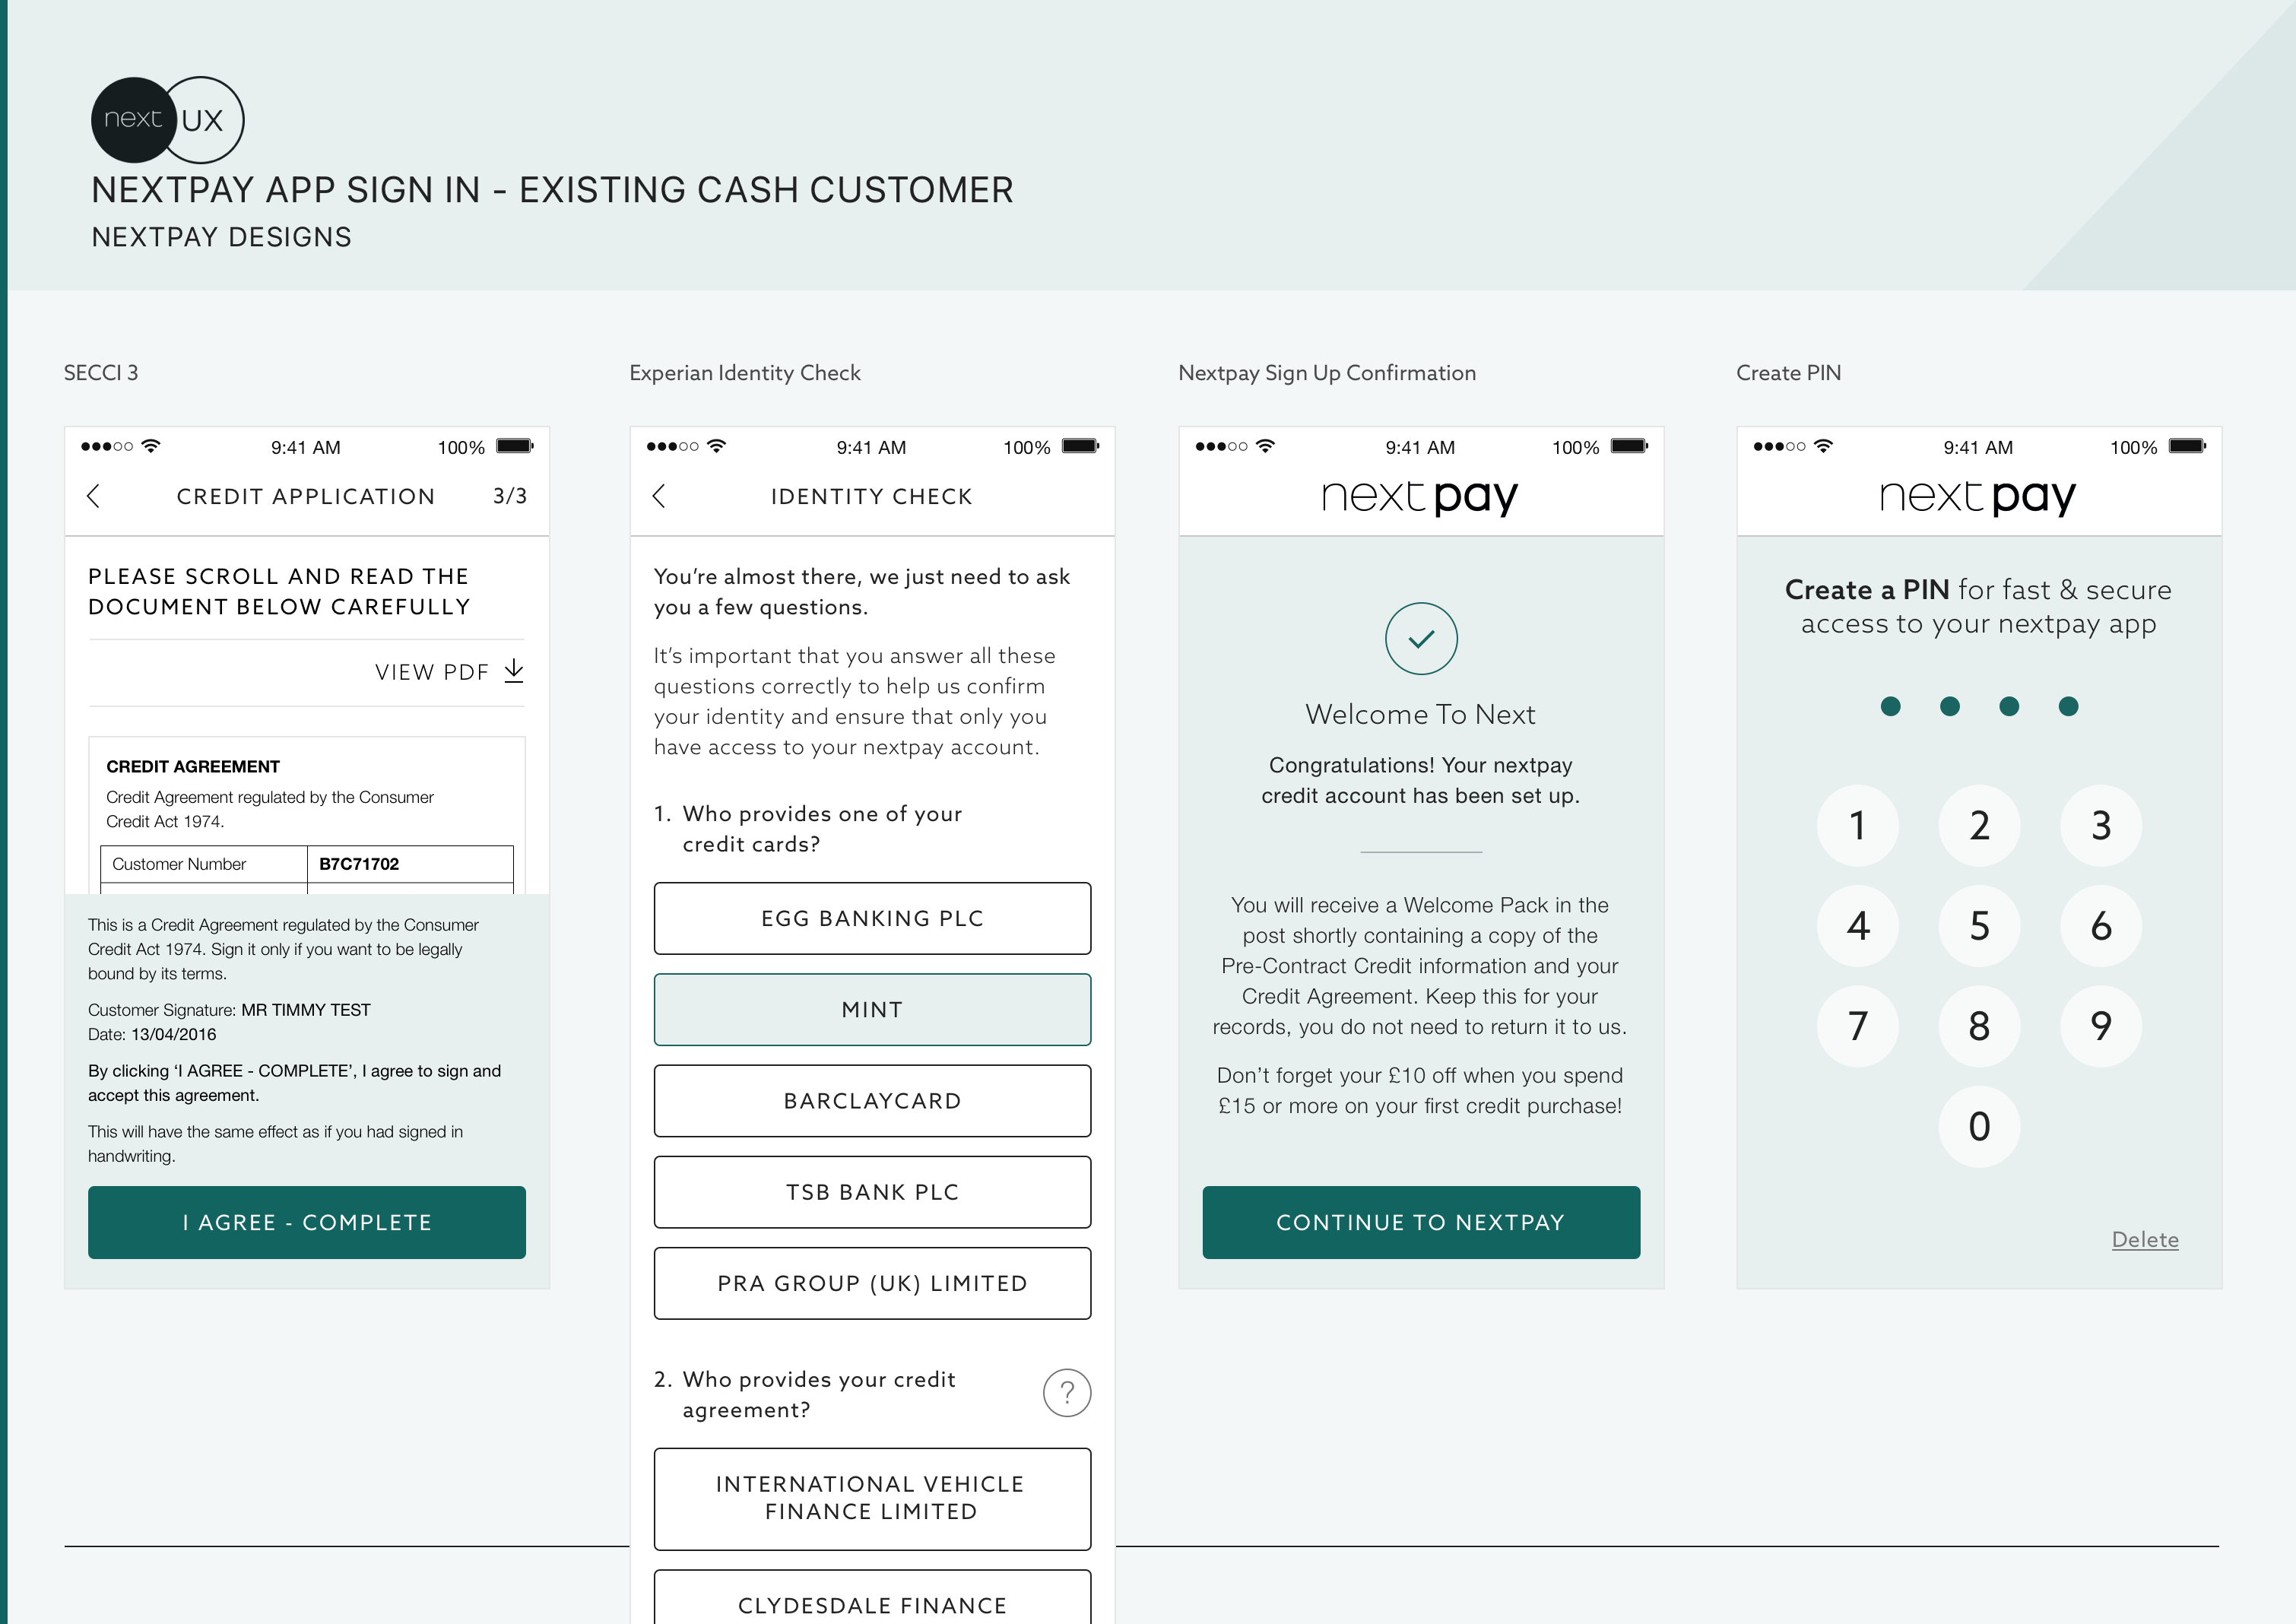 next UX
NEXTPAY APP SIGN IN - EXISTING CASH CUSTOMER
NEXTPAY DESIGNS
SECCI 3
9:41 AM
100%
CREDIT APPLICATION 3/3
PLEASE SCROLL AND READ THE
DOCUMENT BELOW CAREFULLY
VIEW PDF
CREDIT AGREEMENT
Credit Agreement regulated by the Consumer
Credit Act 1974.
Customer Number B7C71702
This is a Credit Agreement regulated by the Consumer
Credit Act 1974. Sign it only if you want to be legally
bound by its terms.
Customer Signature: MR TIMMY TEST
Date: 13/04/2016
By clicking ‘I AGREE - COMPLETE’, I agree to sign and
accept this agreement.
This will have the same effect as if you had signed in
handwriting.
I AGREE - COMPLETE
Experian Identity Check
9:41 AM
100%
IDENTITY CHECK
You’re almost there, we just need to ask
you a few questions.
It’s important that you answer all these
questions correctly to help us confirm
your identity and ensure that only you
have access to your nextpay account.
1. Who provides one of your
credit cards?
EGG BANKING PLC
MINT
BARCLAYCARD
TSB BANK PLC
PRA GROUP (UK) LIMITED
2. Who provides your credit
agreement?
?
INTERNATIONAL VEHICLE
FINANCE LIMITED
CLYDESDALE FINANCE
Nextpay Sign Up Confirmation
9:41 AM
100%
next pay
Welcome To Next
Congratulations! Your nextpay
credit account has been set up.
You will receive a Welcome Pack in the
post shortly containing a copy of the
Pre-Contract Credit information and your
Credit Agreement. Keep this for your
records, you do not need to return it to us.
Don’t forget your £10 off when you spend
£15 or more on your first credit purchase!
CONTINUE TO NEXTPAY
Create PIN
9:41 AM
100%
next pay
Create a PIN for fast & secure
access to your nextpay app
1 2 3
4 5 6
7 8 9
0
Delete